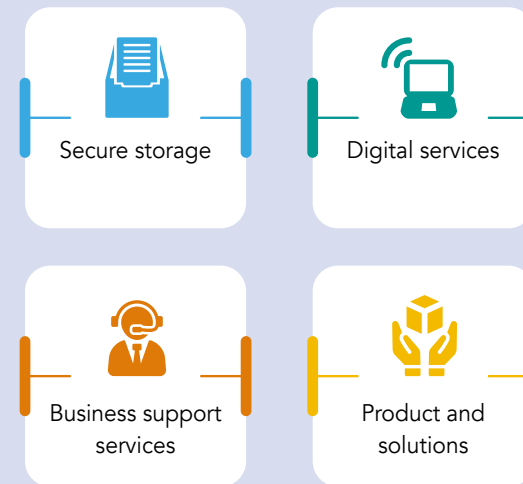 Secure storage
Digital services
Business support
services
Product and
solutions